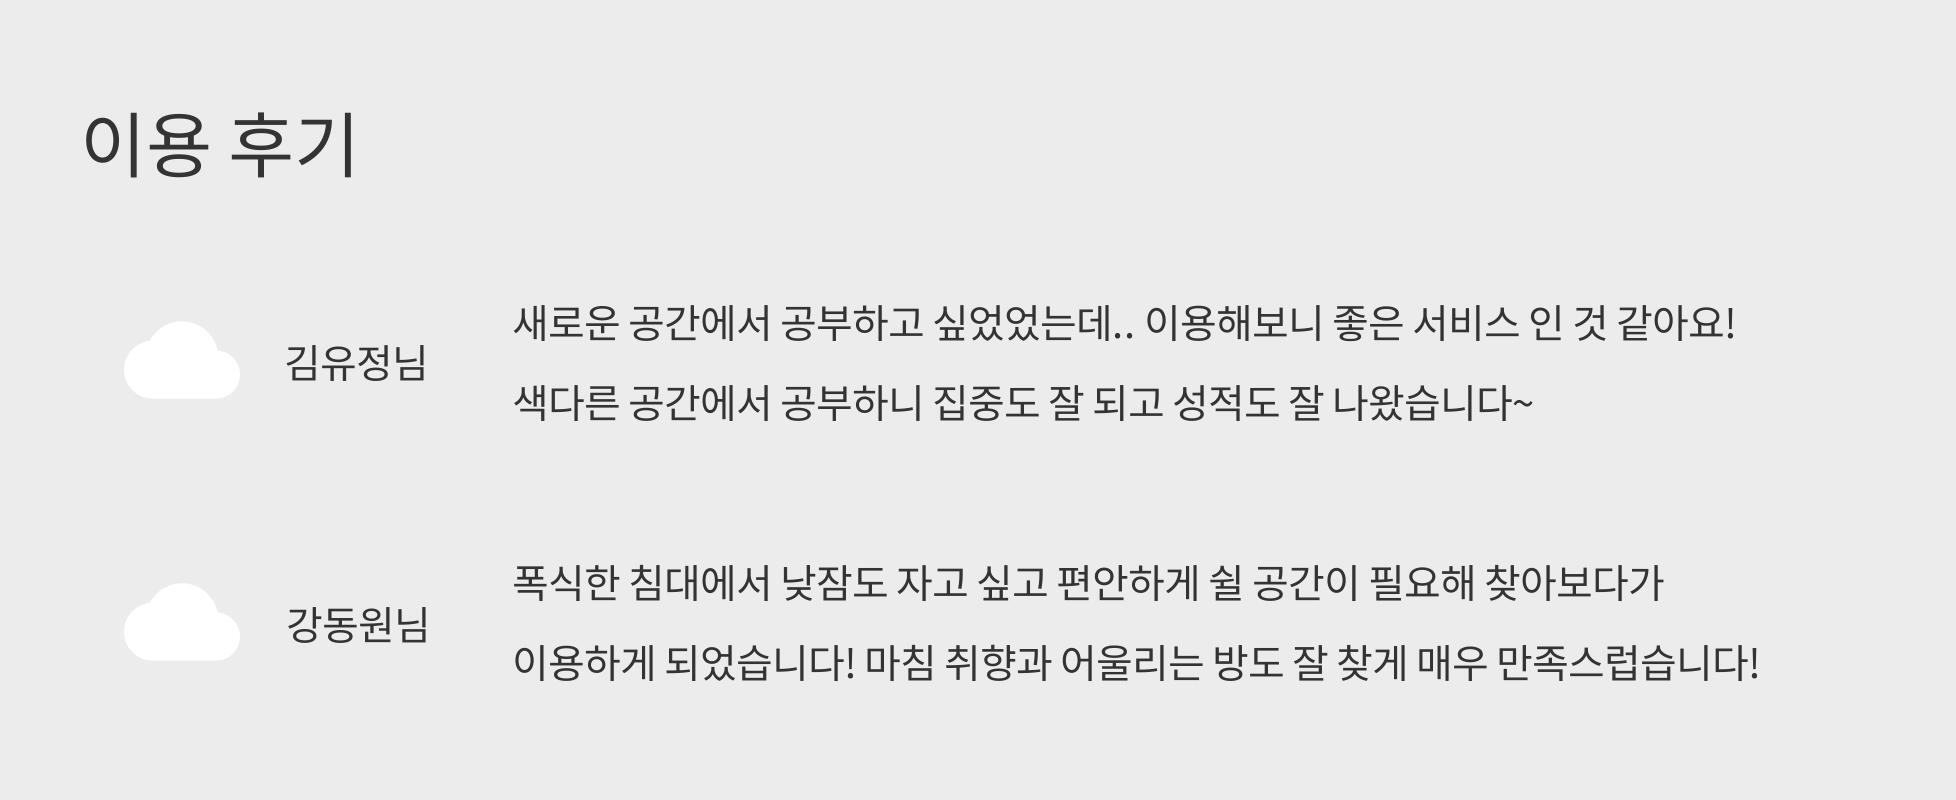 이용 후기
김유정님
새로운 공간에서 공부하고 싶었었는데.. 이용해보니 좋은 서비스 인 것 같아요!
색다른 공간에서 공부하니 집중도 잘 되고 성적도 잘 나왔습니다~
강동원님
폭식한 침대에서 낮잠도 자고 싶고 편안하게 쉴 공간이 필요해 찾아보다가
이용하게 되었습니다! 마침 취향과 어울리는 방도 잘 찾게 매우 만족스럽습니다!